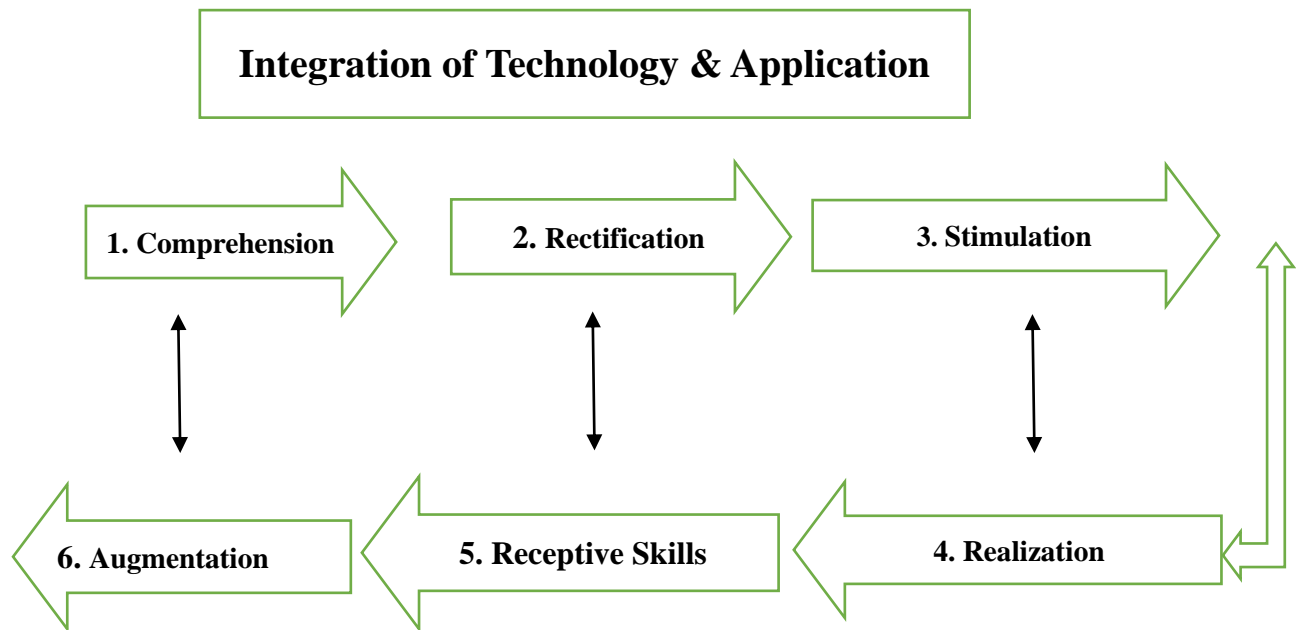 Integration of Technology & Application
1. Comprehension
2. Rectification
3. Stimulation
4. Realization
5. Receptive Skills
6. Augmentation